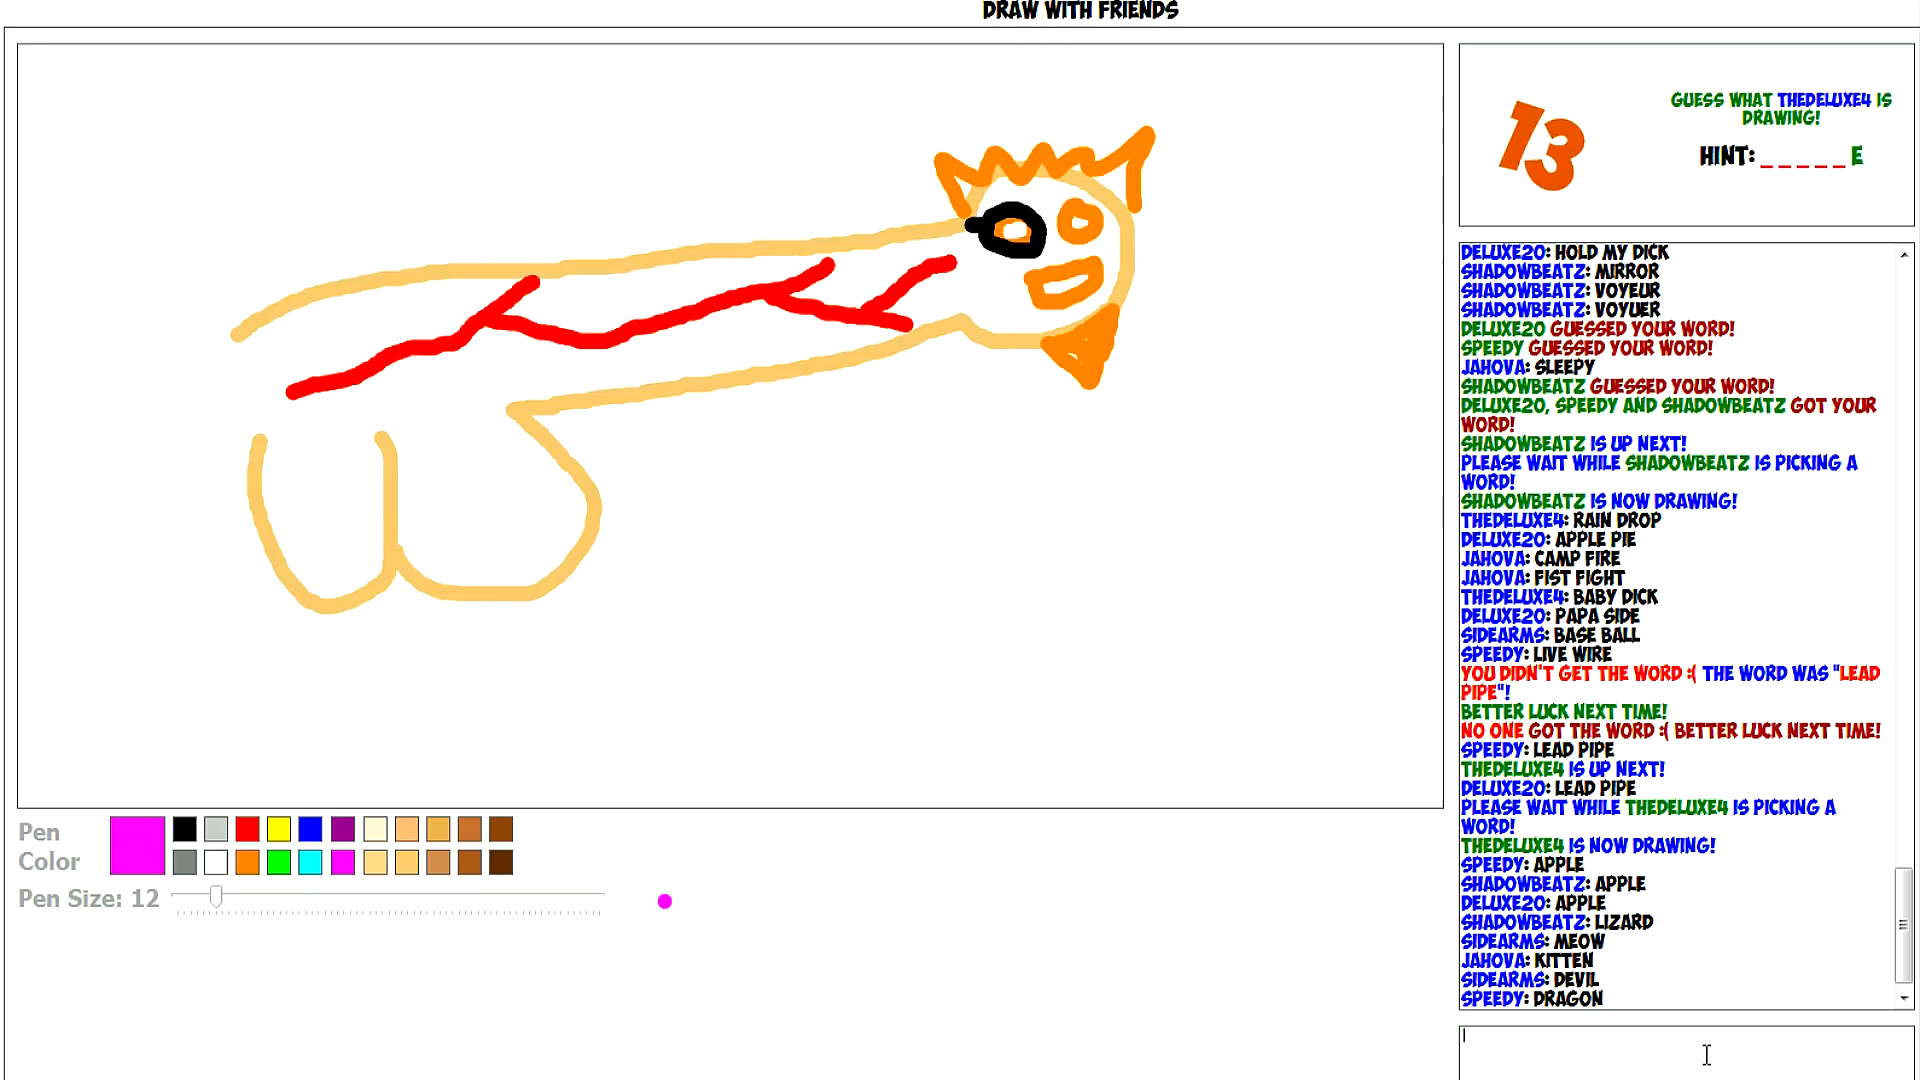 DRAW WITH FRIENDS
13
GUESS WHAT THEDELUXE4 IS
DRAWING!
HINT: _ _ _ _ _ E
DELUXE20: HOLD MY DICK
SHADOWBEATZ: MIRROR
SHADOWBEATZ: VOYEUR
SHADOWBEATZ: VOYUER
DELUXE20 GUESSED YOUR WORD!
SPEEDY GUESSED YOUR WORD!
JAHOVA: SLEEPY
SHADOWBEATZ GUESSED YOUR WORD!
DELUXE20, SPEEDY AND SHADOWBEATZ GOT YOUR
WORD!
SHADOWBEATZ IS UP NEXT!
PLEASE WAIT WHILE SHADOWBEATZ IS PICKING A
WORD!
SHADOWBEATZ IS NOW DRAWING!
THEDELUXE4: RAIN DROP
DELUXE20: APPLE PIE
JAHOVA: CAMP FIRE
JAHOVA: FIST FIGHT
THEDELUXE4: BABY DICK
DELUXE20: PAPA SIDE
SIDEARMS: BASE BALL
SPEEDY: LIVE WIRE
YOU DIDN'T GET THE WORD :( THE WORD WAS "LEAD
PIPE"!
BETTER LUCK NEXT TIME!
NO ONE GOT THE WORD :( BETTER LUCK NEXT TIME!
SPEEDY: LEAD PIPE
THEDELUXE4 IS UP NEXT!
DELUXE20: LEAD PIPE
PLEASE WAIT WHILE THEDELUXE4 IS PICKING A
WORD!
THEDELUXE4 IS NOW DRAWING!
SPEEDY: APPLE
SHADOWBEATZ: APPLE
DELUXE20: APPLE
SHADOWBEATZ: LIZARD
SIDEARMS: MEOW
JAHOVA: KITTEN
SIDEARMS: DEVIL
SPEEDY: DRAGON
Pen
Color
Pen Size: 12